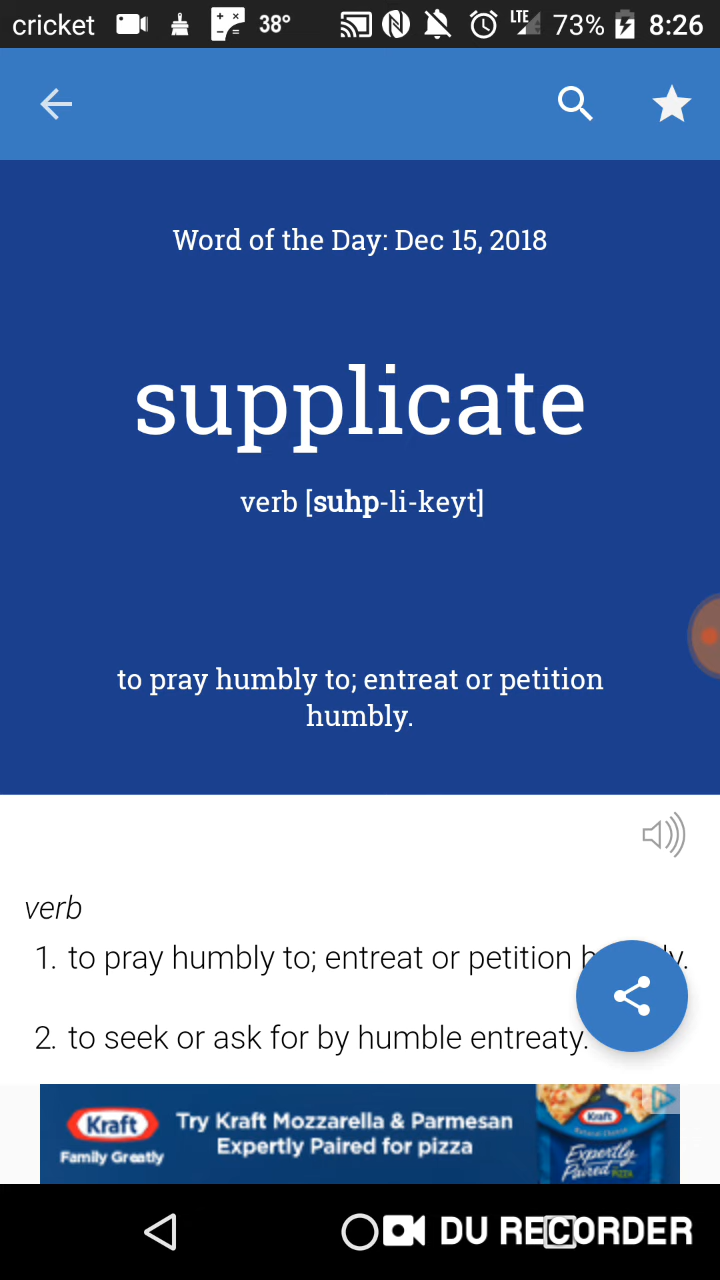 cricket 38° LTE 73% 8:26
Word of the Day: Dec 15, 2018
supplicate
verb [suhp-li-keyt]
to pray humbly to; entreat or petition
humbly.
verb
1. to pray humbly to; entreat or petition
2. to seek or ask for by humble entreaty.
Kraft
Family Greatly
Try Kraft Mozzarella & Parmesan
Expertly Paired for pizza
Kraft
Expertly
Paired
DU RECORDER